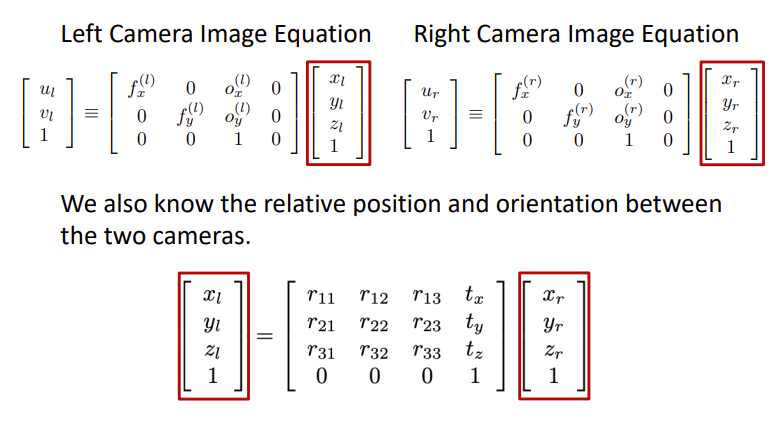 Left Camera Image Equation Right Camera Image Equation
$$\begin{bmatrix} u_l \\ v_l \\ 1 \end{bmatrix} \equiv \begin{bmatrix} f_x^{(l)} & 0 & o_x^{(l)} & 0 \\ 0 & f_y^{(l)} & o_y^{(l)} & 0 \\ 0 & 0 & 1 & 0 \end{bmatrix} \begin{bmatrix} x_l \\ y_l \\ z_l \\ 1 \end{bmatrix}$$ $$\begin{bmatrix} u_r \\ v_r \\ 1 \end{bmatrix} \equiv \begin{bmatrix} f_x^{(r)} & 0 & o_x^{(r)} & 0 \\ 0 & f_y^{(r)} & o_y^{(r)} & 0 \\ 0 & 0 & 1 & 0 \end{bmatrix} \begin{bmatrix} x_r \\ y_r \\ z_r \\ 1 \end{bmatrix}$$
We also know the relative position and orientation between
the two cameras.
$$\begin{bmatrix} x_l \\ y_l \\ z_l \\ 1 \end{bmatrix} = \begin{bmatrix} r_{11} & r_{12} & r_{13} & t_x \\ r_{21} & r_{22} & r_{23} & t_y \\ r_{31} & r_{32} & r_{33} & t_z \\ 0 & 0 & 0 & 1 \end{bmatrix} \begin{bmatrix} x_r \\ y_r \\ z_r \\ 1 \end{bmatrix}$$